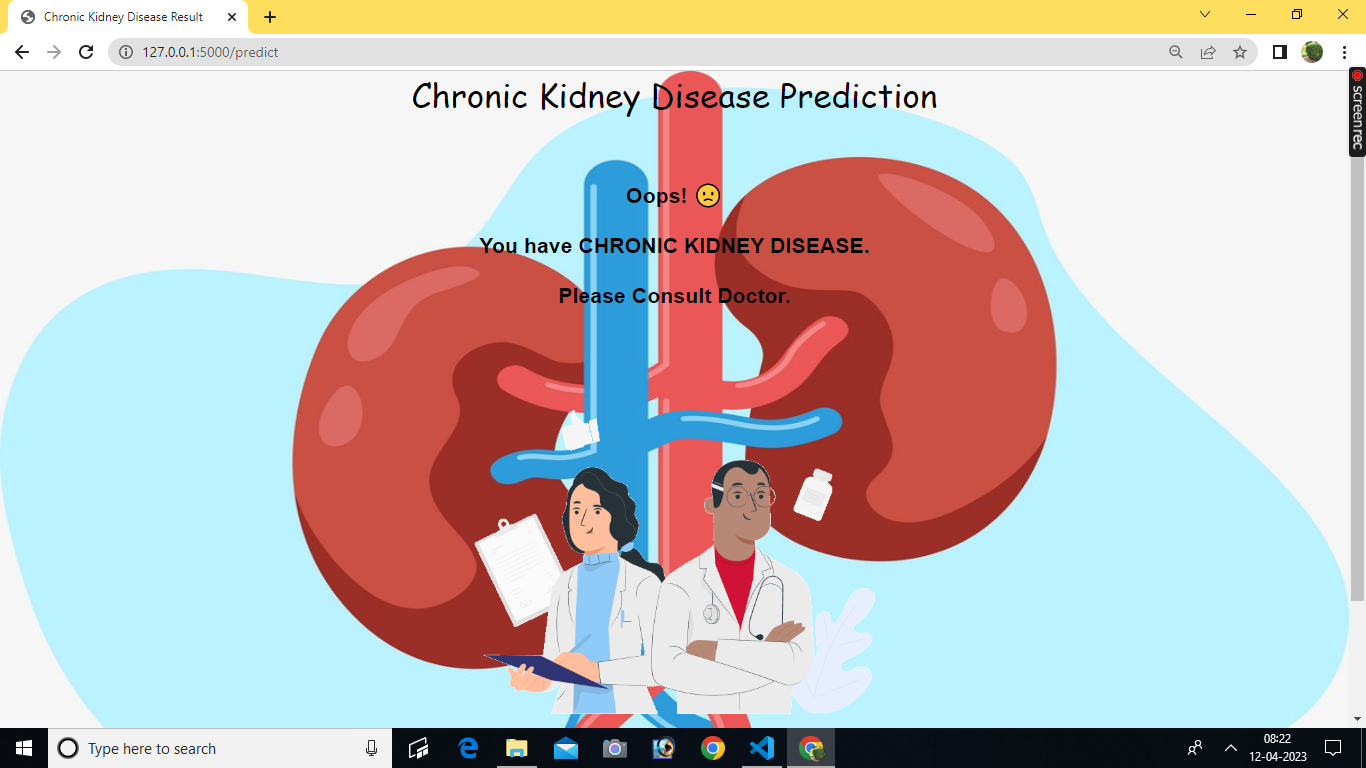 Chronic Kidney Disease Result
127.0.0.1:5000/predict
Chronic Kidney Disease Prediction
screenrec
Oops! 🙁
You have CHRONIC KIDNEY DISEASE.
Please Consult Doctor.
Type here to search
08:22
12-04-2023